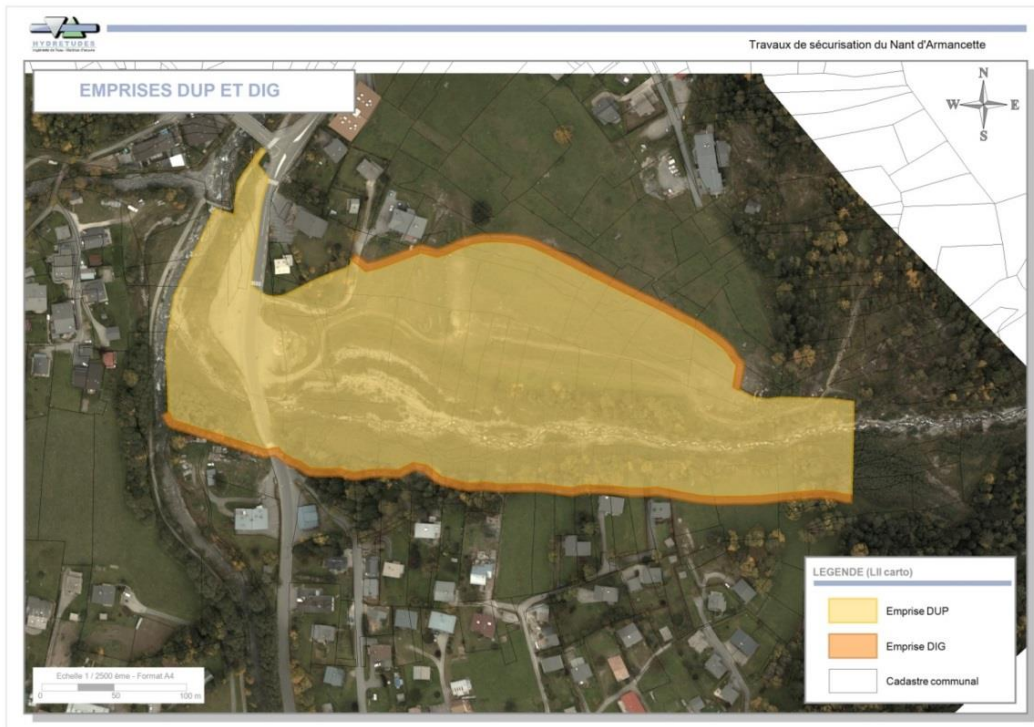 HYDRETUDES
Travaux de sécurisation du Nant d'Armancette
EMPRISES DUP ET DIG
N
W E
S
LEGENDE (LII carto)
Emprise DUP
Emprise DIG
Cadastre communal
Echelle 1 / 2500 ème - Format A4
0 50 100 m